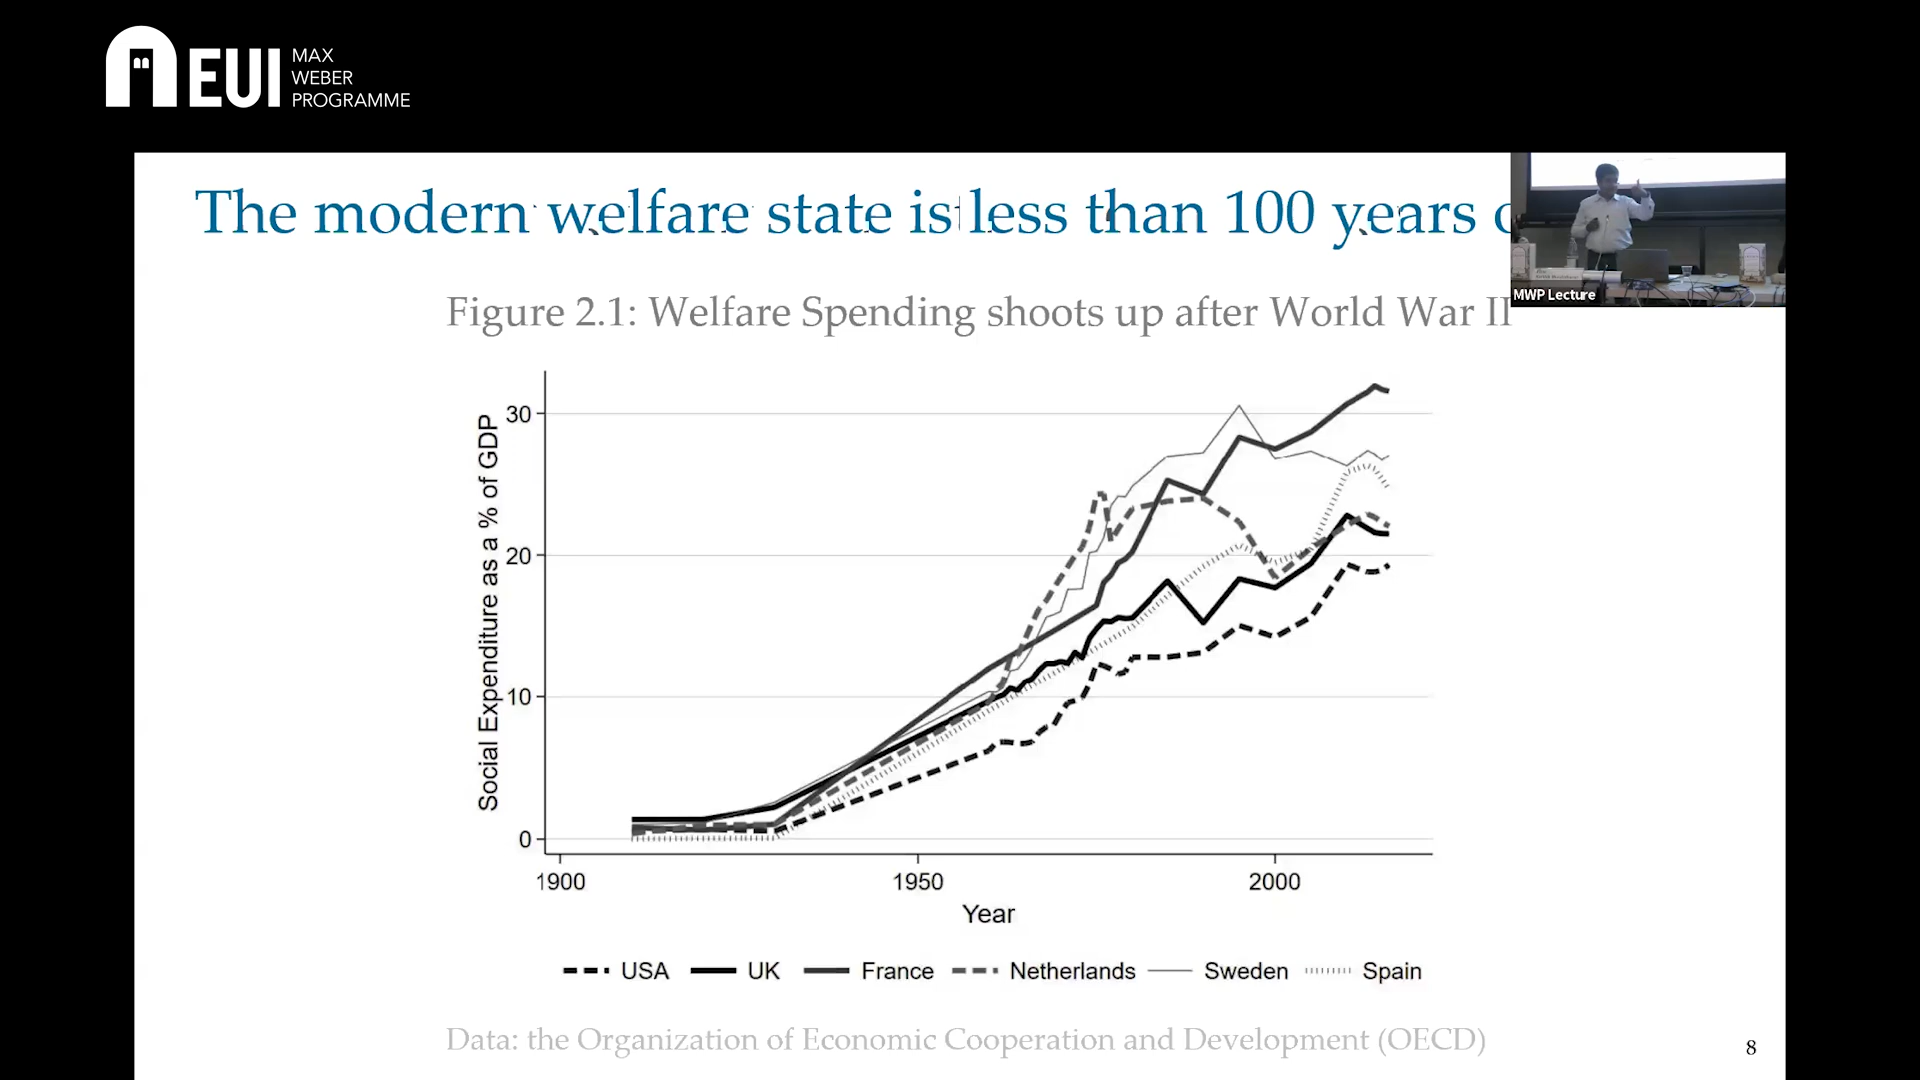 EUI
MAX
WEBER
PROGRAMME
The modern welfare state is less than 100 years
MWP Lecture
Figure 2.1: Welfare Spending shoots up after World War II
Social Expenditure as a % of GDP
30
20
10
0
1900
1950
2000
Year
USA
UK
France
Netherlands
Sweden
Spain
Data: the Organization of Economic Cooperation and Development (OECD)
8